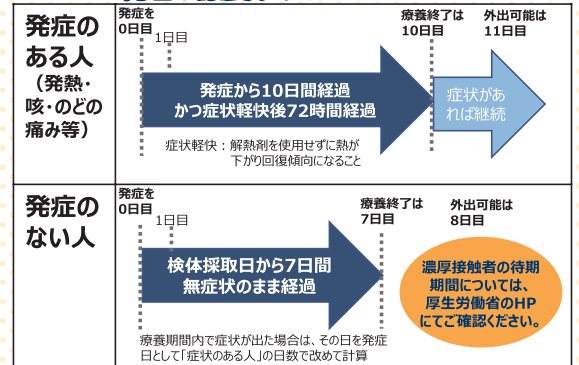 発症の
ある人
（発熱・
咳・のどの
痛み等）
発症を
0日目
1日目
療養終了は
10日目
外出可能は
11日目
発症から10日間経過
かつ症状軽快後72時間経過
症状があ
れば継続
症状軽快：解熱剤を使用せずに熱が
下がり回復傾向になること
発症の
ない人
発症を
0日目
1日目
療養終了は
7日目
外出可能は
8日目
検体採取日から7日間
無症状のまま経過
濃厚接触者の待期
期間については、
厚生労働省のHP
にてご確認ください。
療養期間内で症状が出た場合は、その日を発症
日として「症状のある人」の日数で改めて計算